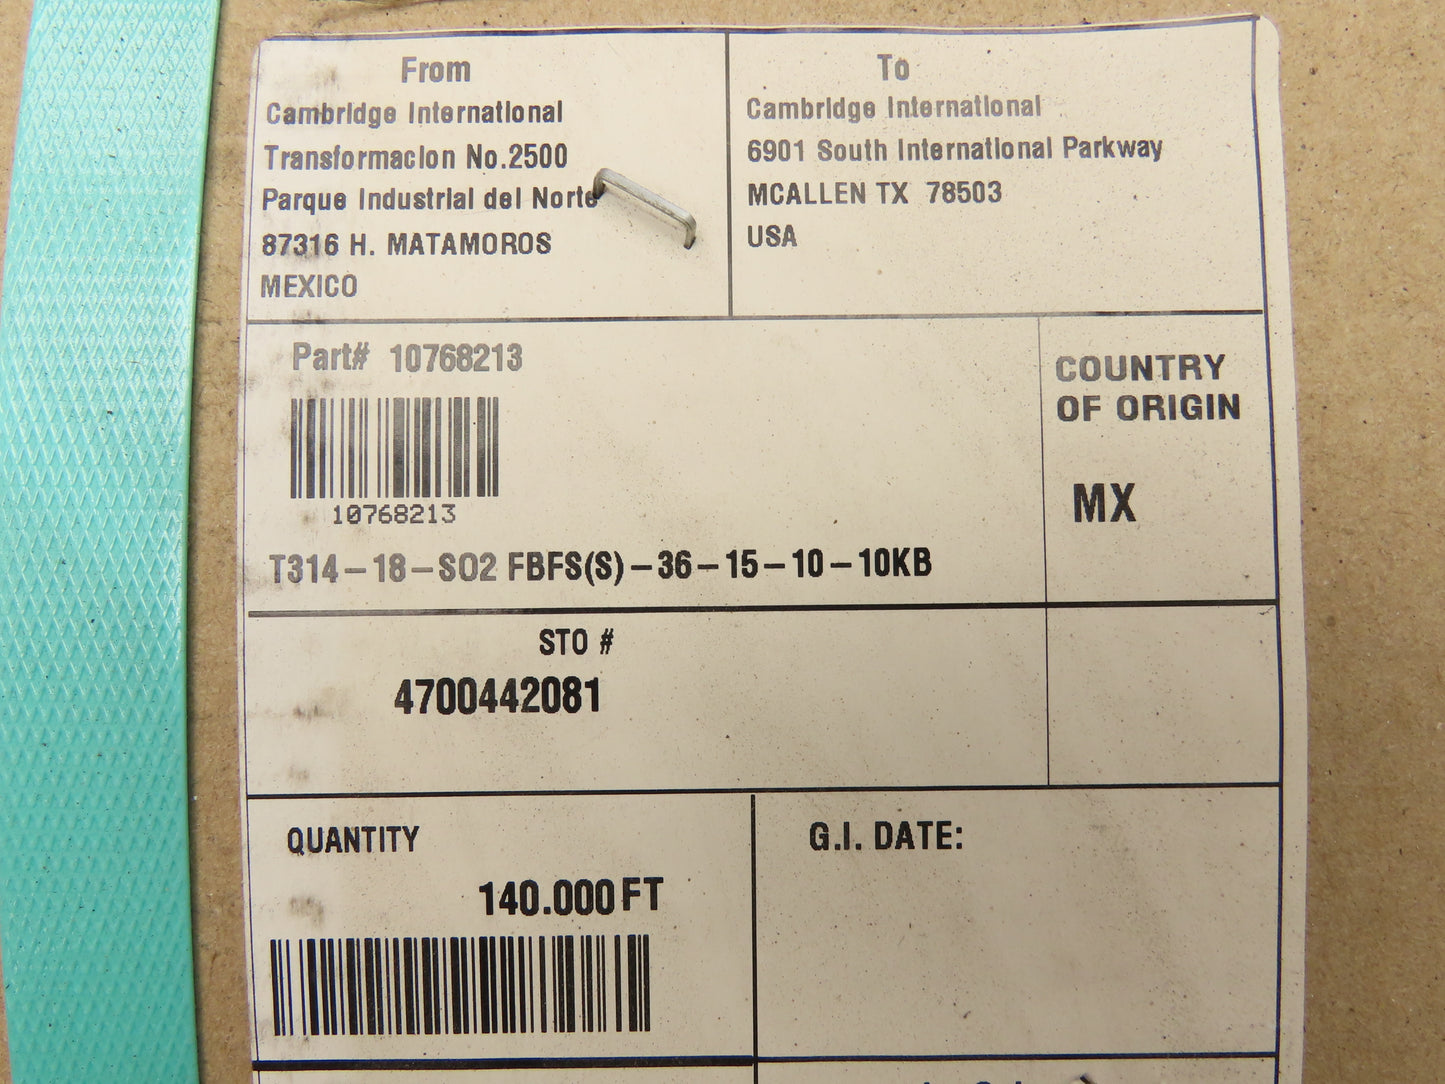 From
Cambridge International
Transformacion No.2500
Parque Industrial del Norte
87316 H. MATAMOROS
MEXICO
To
Cambridge International
6901 South International Parkway
MCALLEN TX 78503
USA
Part# 10768213
10768213
T314-18-SO2 FBFS(S)-36-15-10-10KB
COUNTRY
OF ORIGIN
MX
STO #
4700442081
QUANTITY
140.000FT
G.I. DATE: